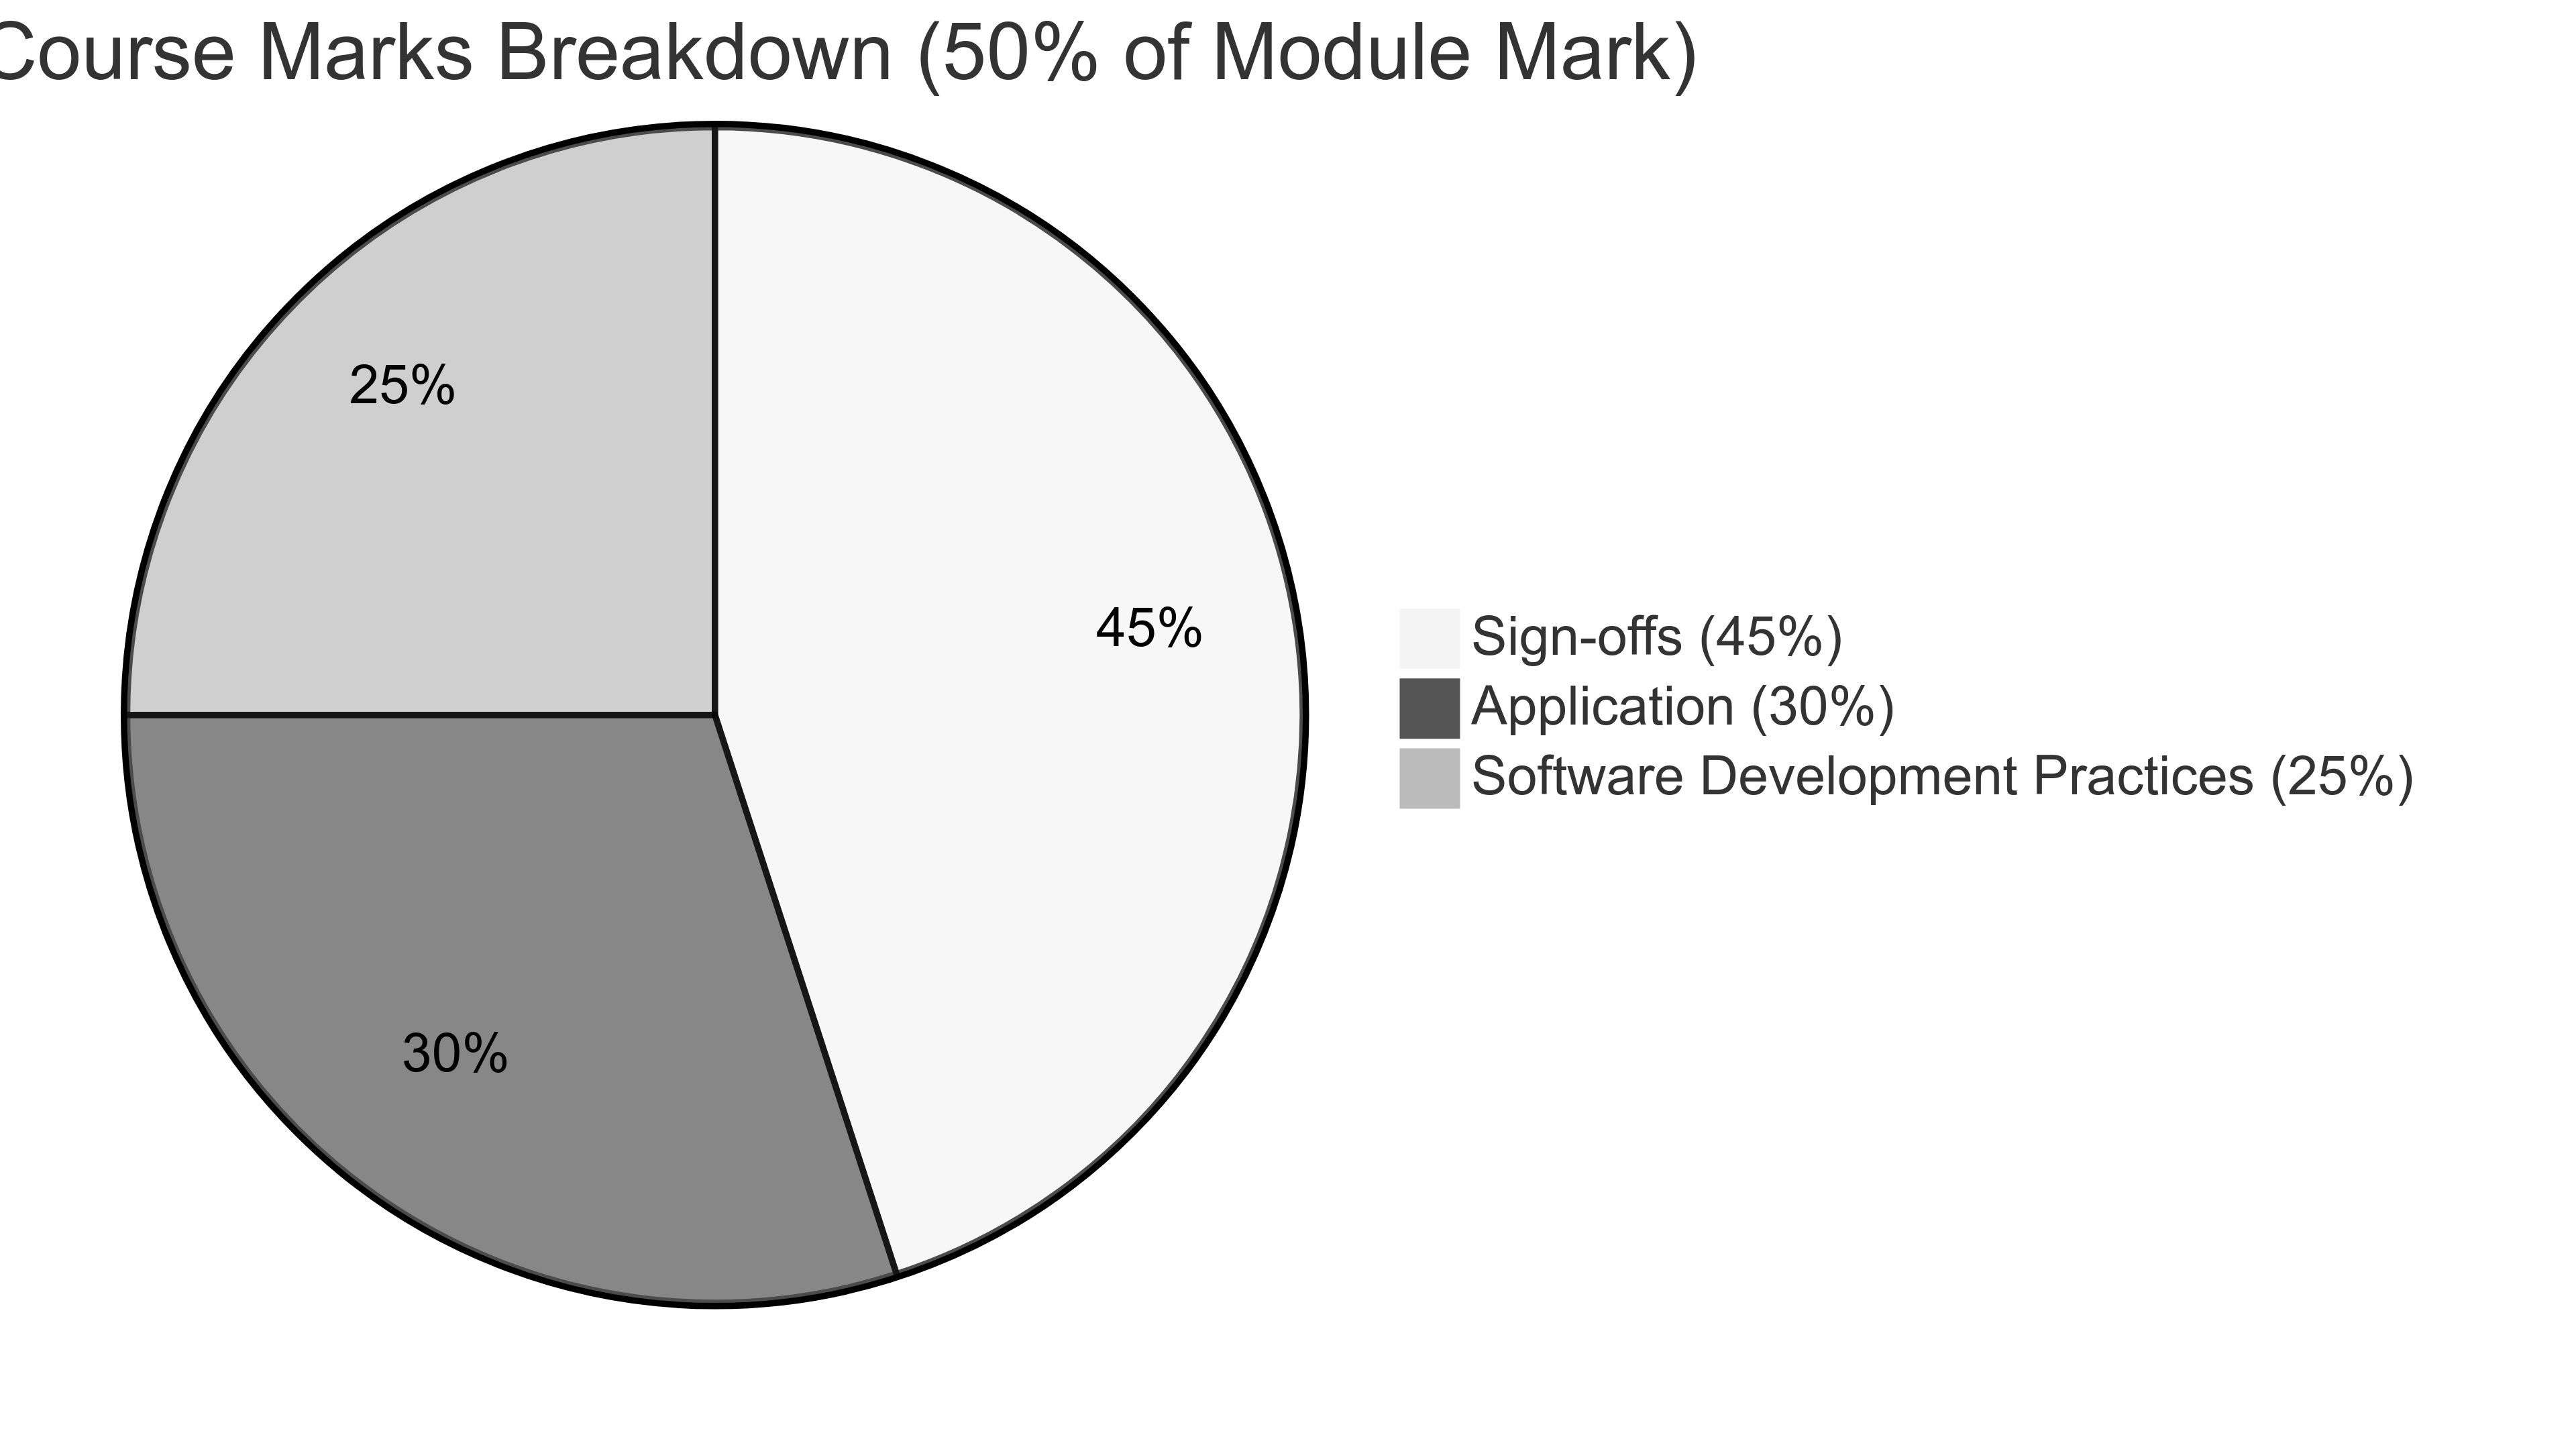 Course Marks Breakdown (50% of Module Mark)
25%
45%
30%
Sign-offs (45%)
Application (30%)
Software Development Practices (25%)